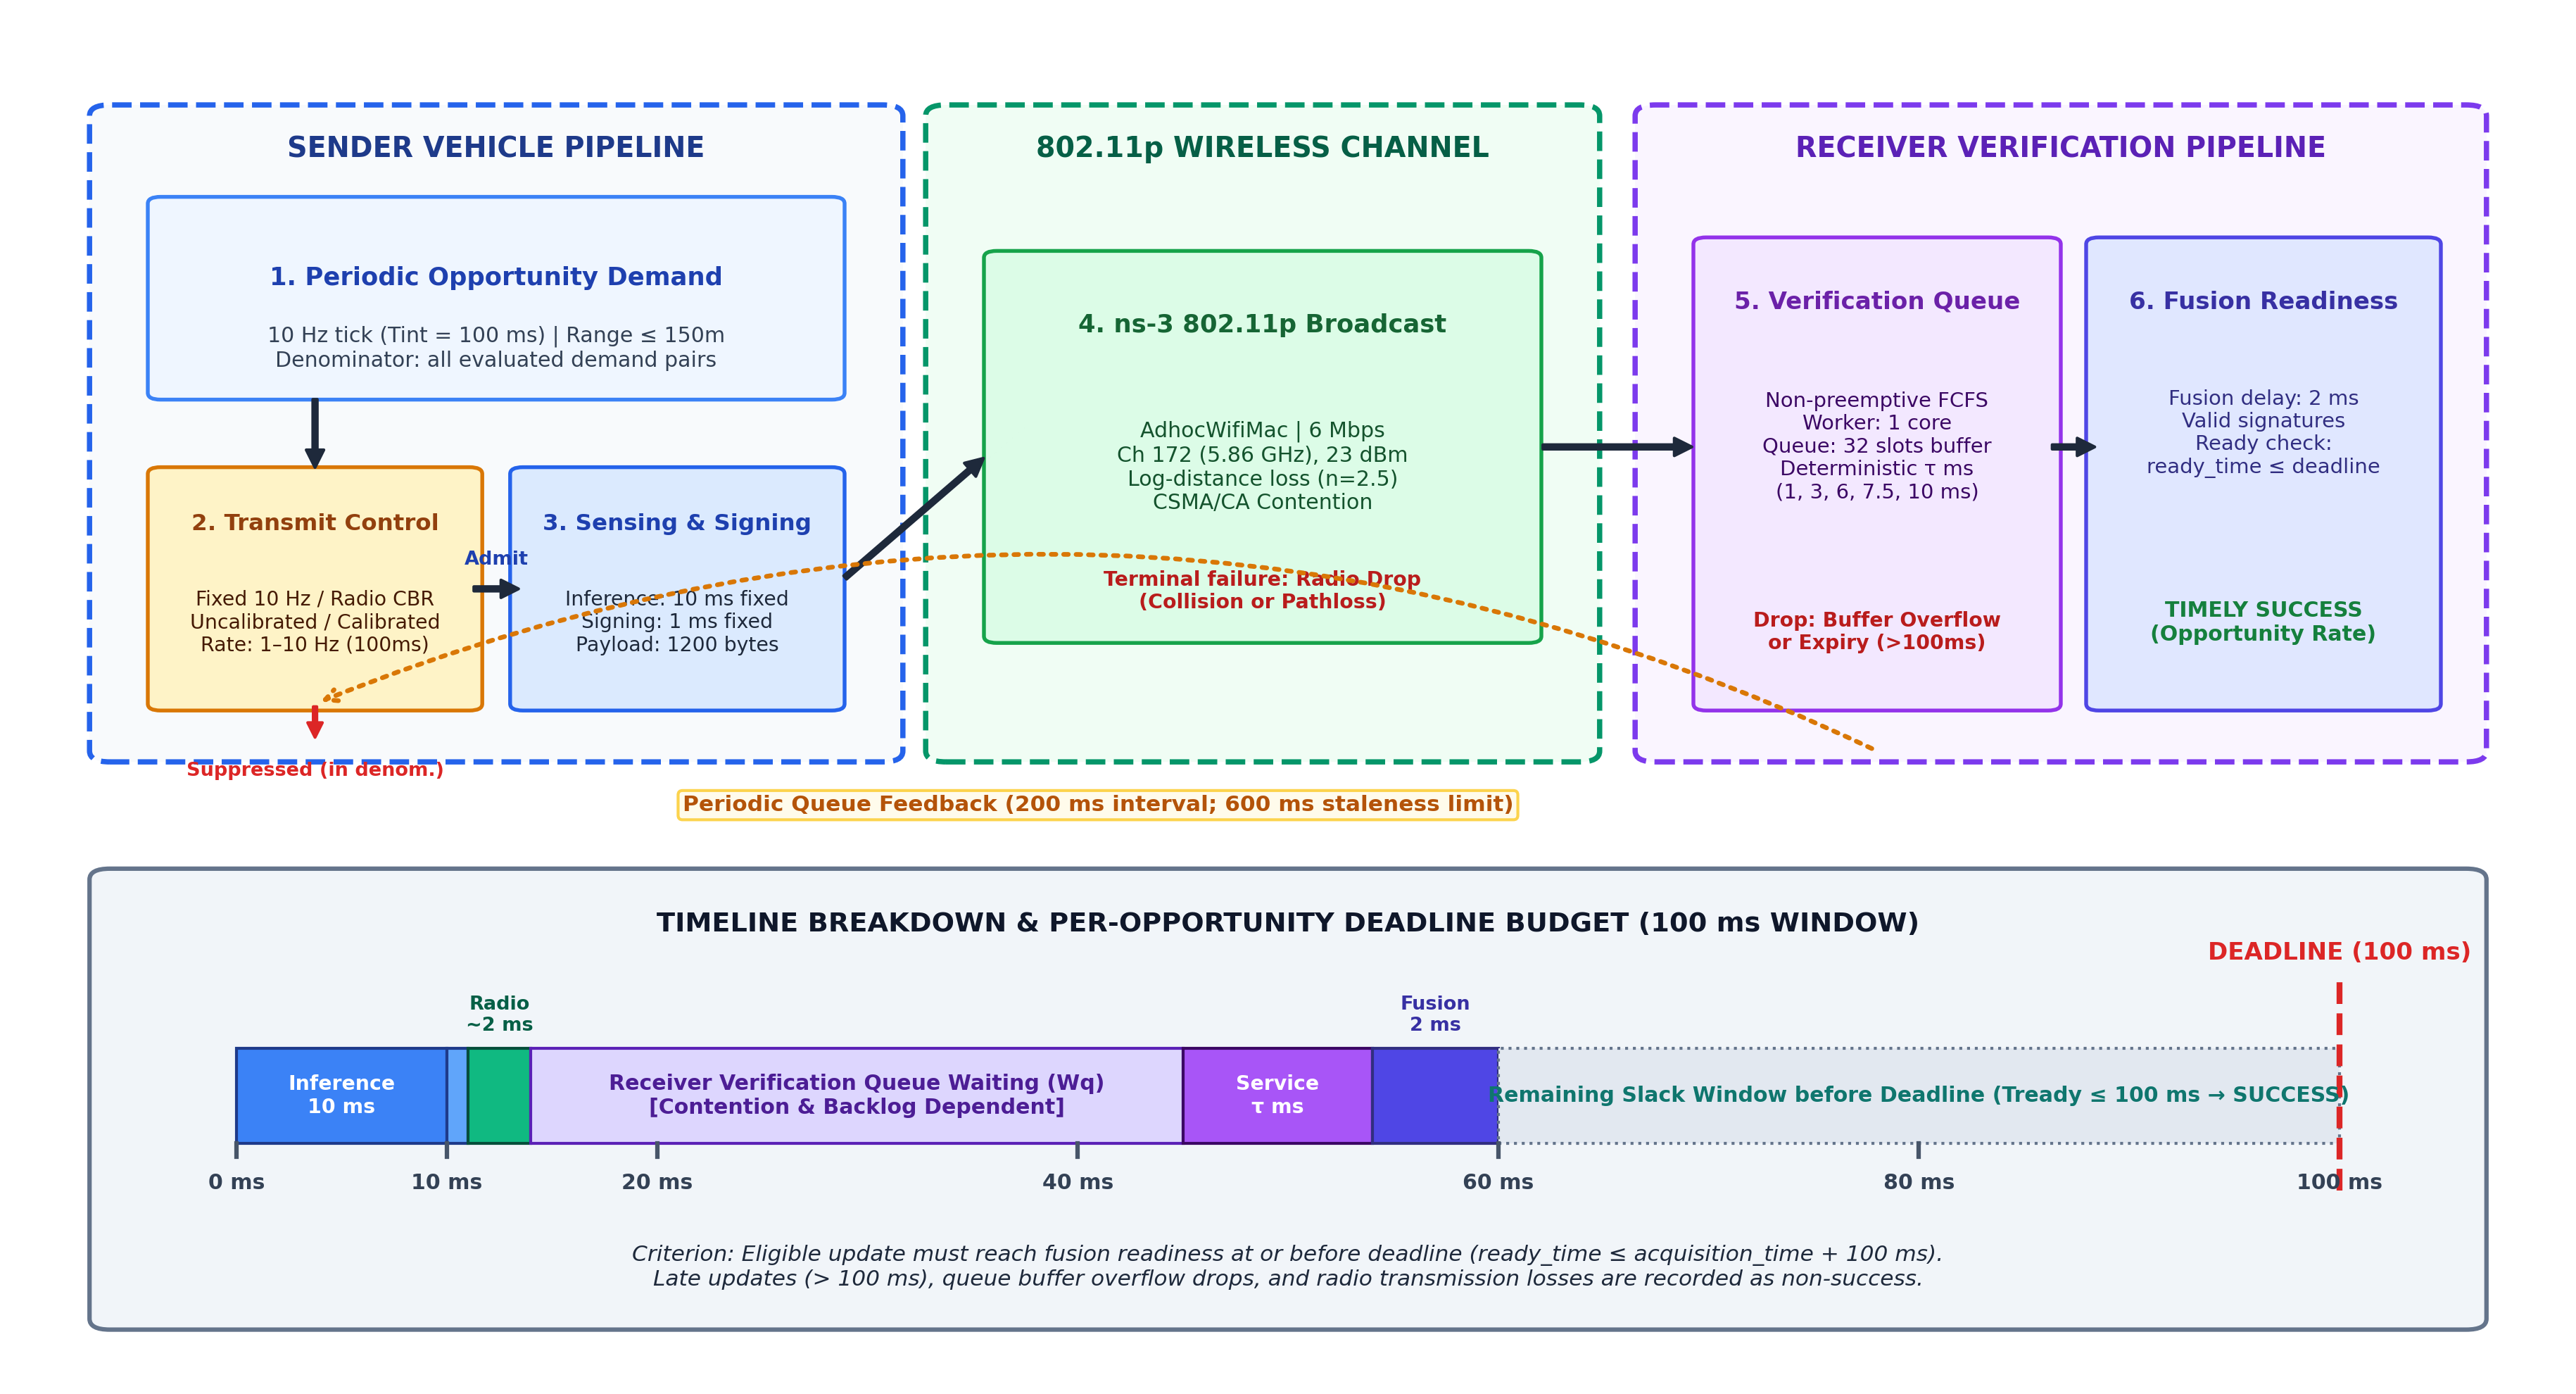 SENDER VEHICLE PIPELINE
1. Periodic Opportunity Demand
10 Hz tick (Tint = 100 ms) | Range ≤ 150m
Denominator: all evaluated demand pairs
2. Transmit Control
Fixed 10 Hz / Radio CBR
Uncalibrated / Calibrated
Rate: 1–10 Hz (100ms)
Admit
3. Sensing & Signing
Inference: 10 ms fixed
Signing: 1 ms fixed
Payload: 1200 bytes
Suppressed (in denom.)
802.11p WIRELESS CHANNEL
4. ns-3 802.11p Broadcast
AdhocWifiMac | 6 Mbps
Ch 172 (5.86 GHz), 23 dBm
Log-distance loss (n=2.5)
CSMA/CA Contention
Terminal failure: Radio Drop
(Collision or Pathloss)
RECEIVER VERIFICATION PIPELINE
5. Verification Queue
Non-preemptive FCFS
Worker: 1 core
Queue: 32 slots buffer
Deterministic τ ms
(1, 3, 6, 7.5, 10 ms)
Drop: Buffer Overflow
or Expiry (>100ms)
6. Fusion Readiness
Fusion delay: 2 ms
Valid signatures
Ready check:
ready_time ≤ deadline
TIMELY SUCCESS
(Opportunity Rate)
Periodic Queue Feedback (200 ms interval; 600 ms staleness limit)
TIMELINE BREAKDOWN & PER-OPPORTUNITY DEADLINE BUDGET (100 ms WINDOW)
DEADLINE (100 ms)
Radio
~2 ms
Fusion
2 ms
Inference
10 ms
Receiver Verification Queue Waiting (Wq)
[Contention & Backlog Dependent]
Service
τ ms
Remaining Slack Window before Deadline (Tready ≤ 100 ms → SUCCESS)
0 ms
10 ms
20 ms
40 ms
60 ms
80 ms
100 ms
Criterion: Eligible update must reach fusion readiness at or before deadline (ready_time ≤ acquisition_time + 100 ms).
Late updates (> 100 ms), queue buffer overflow drops, and radio transmission losses are recorded as non-success.